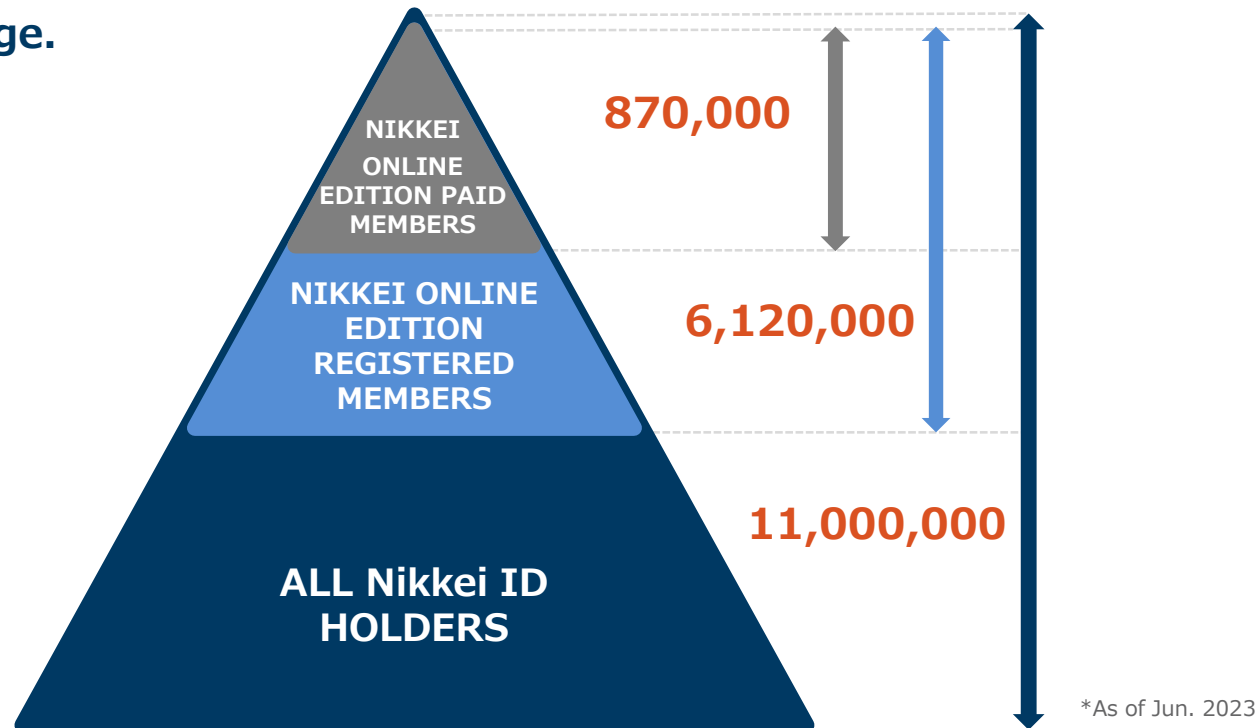 ge.
NIKKEI
ONLINE
EDITION PAID
MEMBERS
870,000
NIKKEI ONLINE
EDITION
REGISTERED
MEMBERS
6,120,000
11,000,000
ALL Nikkei ID
HOLDERS
*As of Jun. 2023